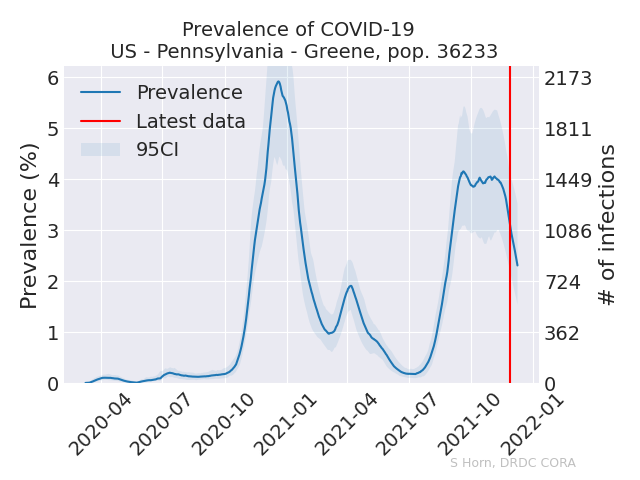 Prevalence of COVID-19
US - Pennsylvania - Greene, pop. 36233
Prevalence
Latest data
95CI
Prevalence (%)
6
5
4
3
2
1
0
2173
1811
1449
1086
724
362
0
# of infections
2020-04
2020-07
2020-10
2021-01
2021-04
2021-07
2021-10
2022-01
S Horn, DRDC CORA